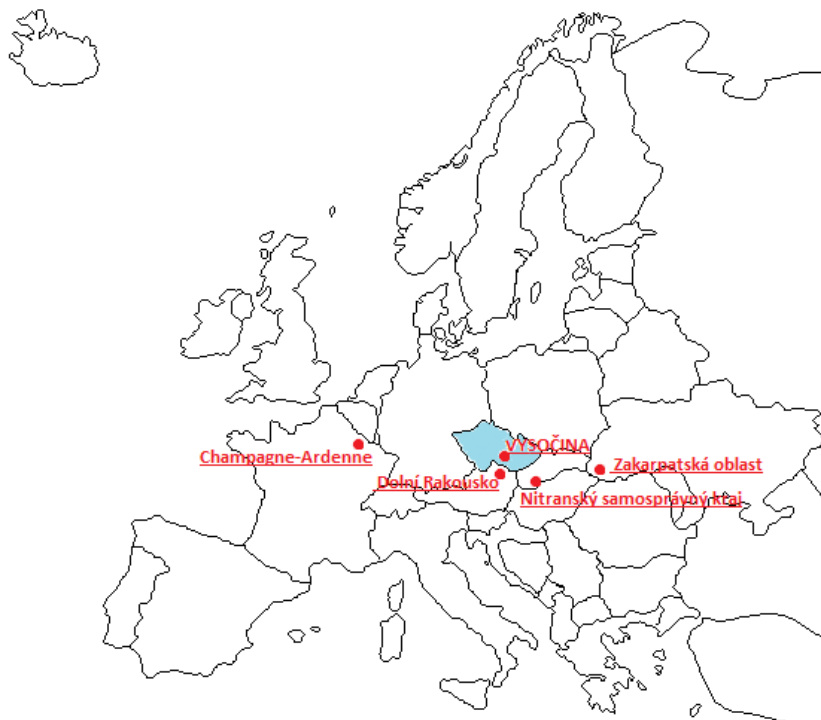 VYSOČINA
Champagne-Ardenne
Zakarpatská oblast
Dolní Rakousko
Nitranský samosprávný kraj